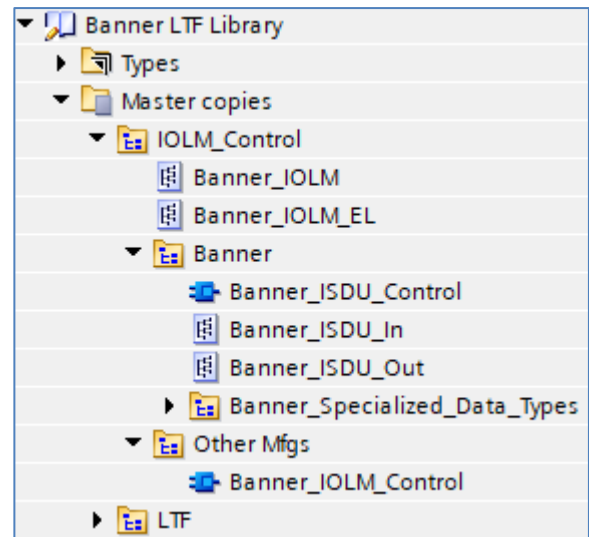 Banner LTF Library
Types
Master copies
IOLM_Control
Banner_IOLM
Banner_IOLM_EL
Banner
Banner_ISDU_Control
Banner_ISDU_In
Banner_ISDU_Out
Banner_Specialized_Data_Types
Other Mfgs
Banner_IOLM_Control
LTF